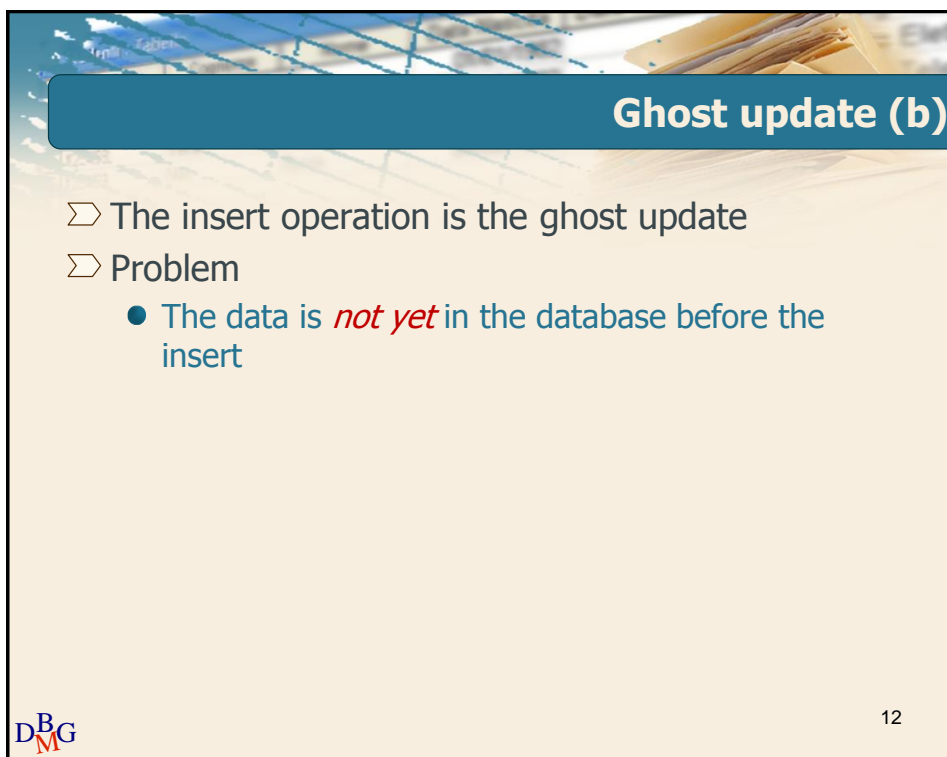 Ghost update (b)
The insert operation is the ghost update
Problem
The data is not yet in the database before the
insert
DBMG
12